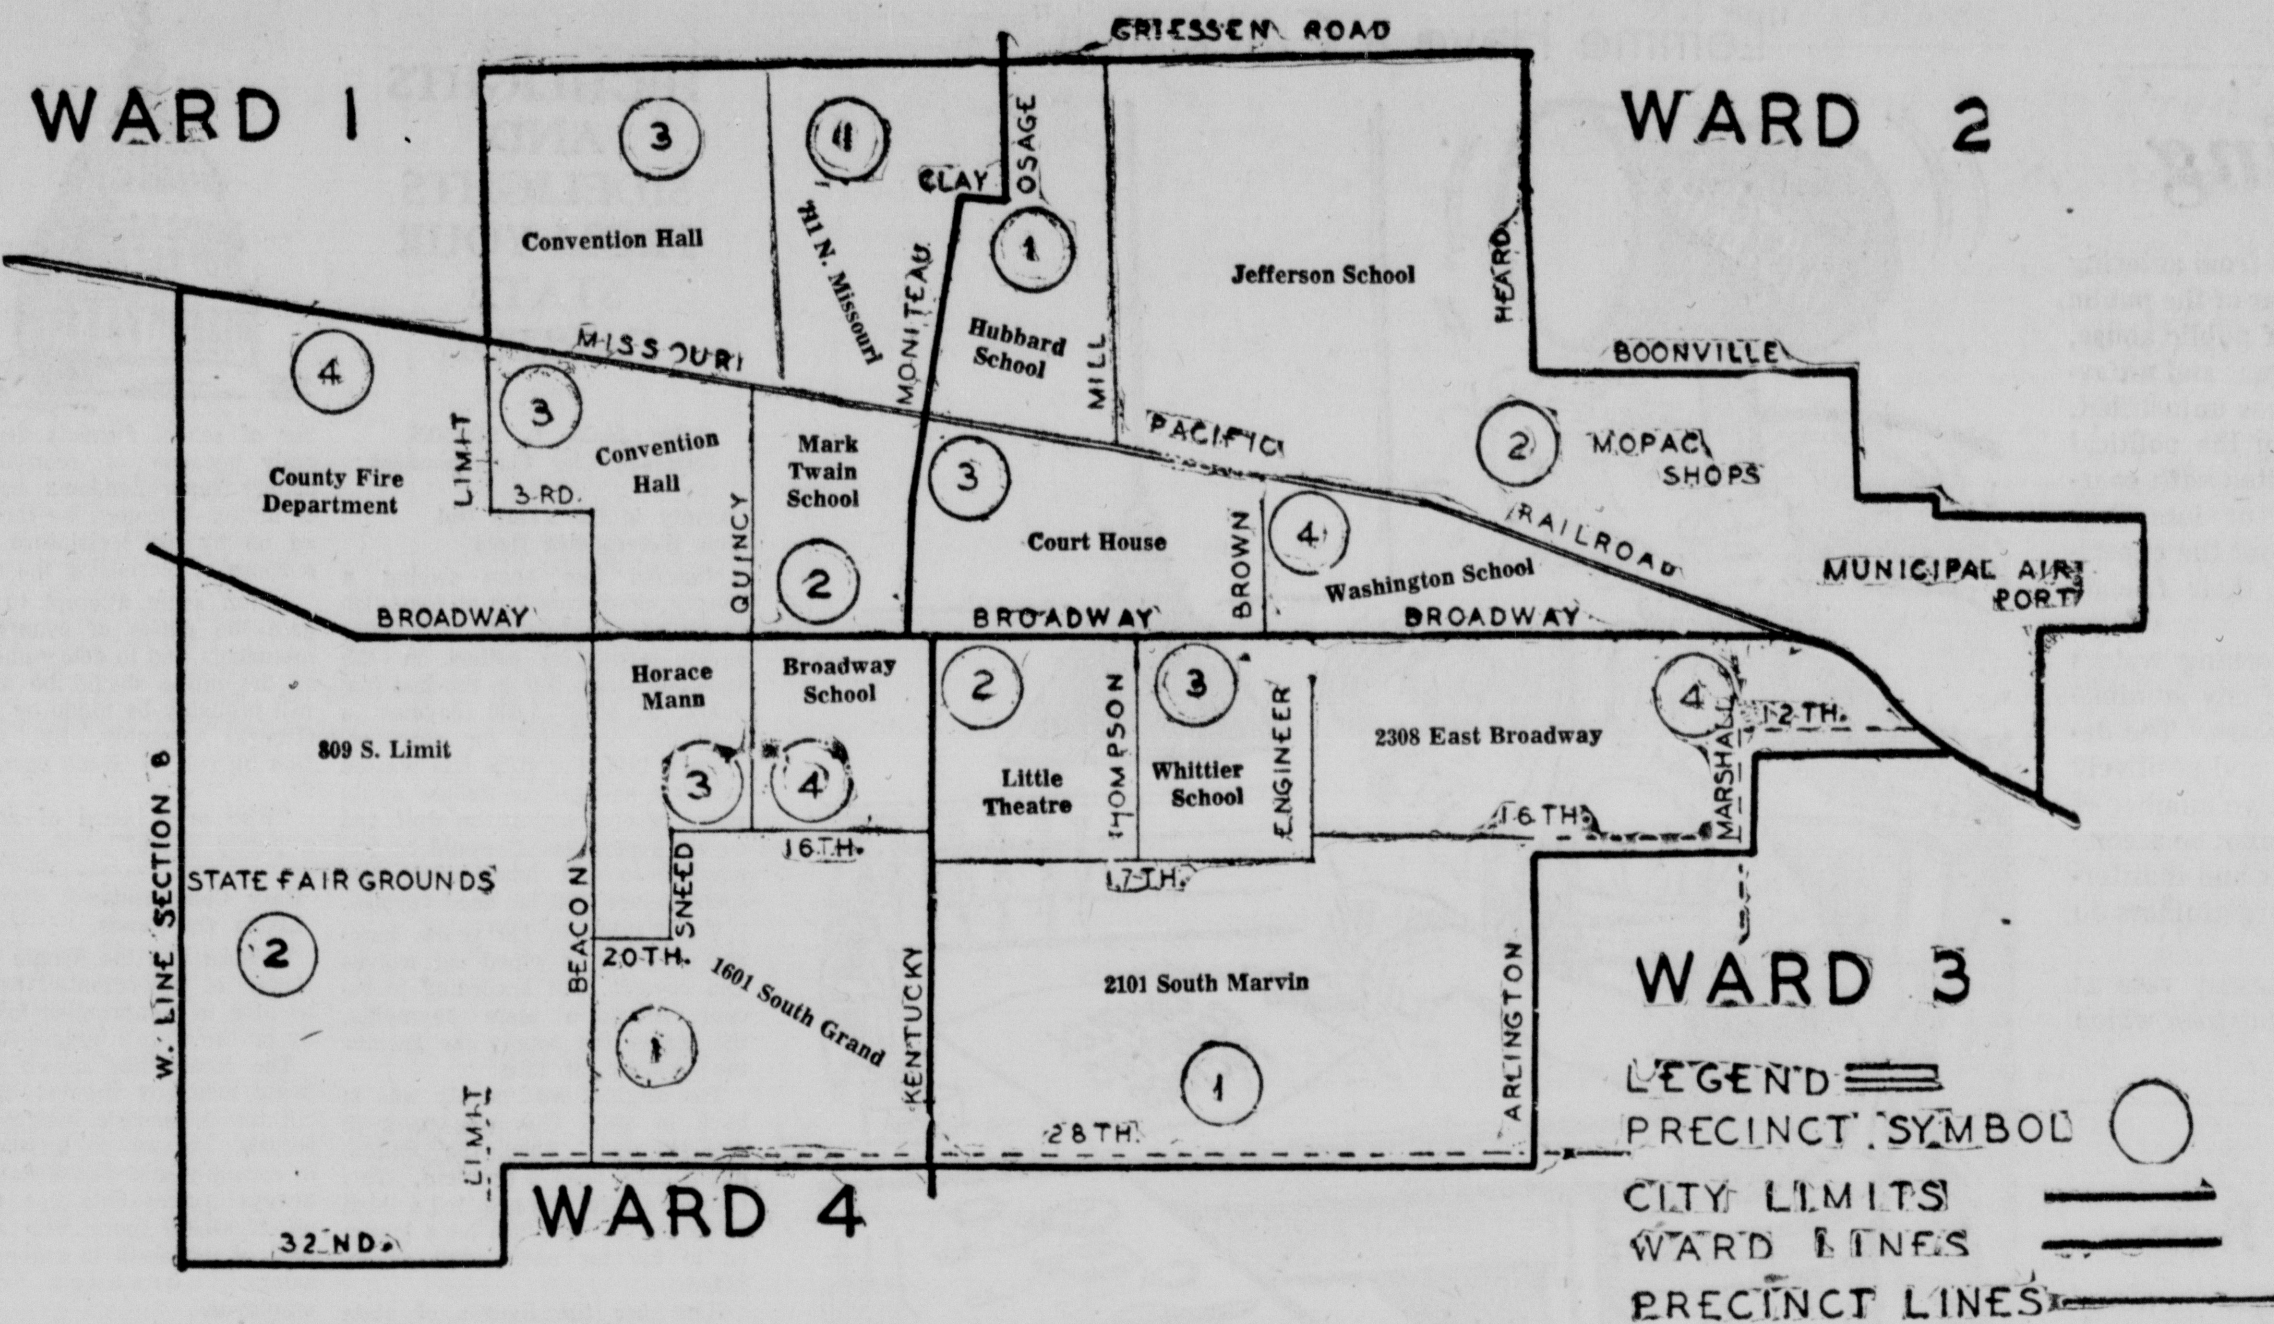 GRIESSEN ROAD
WARD 1
WARD 2
3
OSAGE
CLAY
Convention Hall
711 N. Missouri
MONITEAU
1
Hubbard
School
MILL
Jefferson School
HEARD
BOONVILLE
MISSOURI
PACIFIC
RAILROAD
4
County Fire
Department
LIMIT
3
3 RD.
Convention
Hall
QUINCY
Mark
Twain
School
2
3
Court House
BROWN
4
Washington School
2
MOPAC
SHOPS
MUNICIPAL AIR
PORT
BROADWAY
BROADWAY
BROADWAY
809 S. Limit
Horace
Mann
3
Broadway
School
4
2
Little
Theatre
THOMPSON
3
Whittier
School
ENGINEER
2308 East Broadway
4
MARSHALL
12 TH.
16 TH.
16 TH.
17 TH.
W. LINE SECTION 8
STATE FAIR GROUNDS
2
BEACON
SNEED
20 TH.
1601 South Grand
1
KENTUCKY
2101 South Marvin
1
ARLINGTON
28 TH.
LIMIT
32 ND.
WARD 4
WARD 3
LEGEND
PRECINCT SYMBOL
CITY LIMITS
WARD LINES
PRECINCT LINES